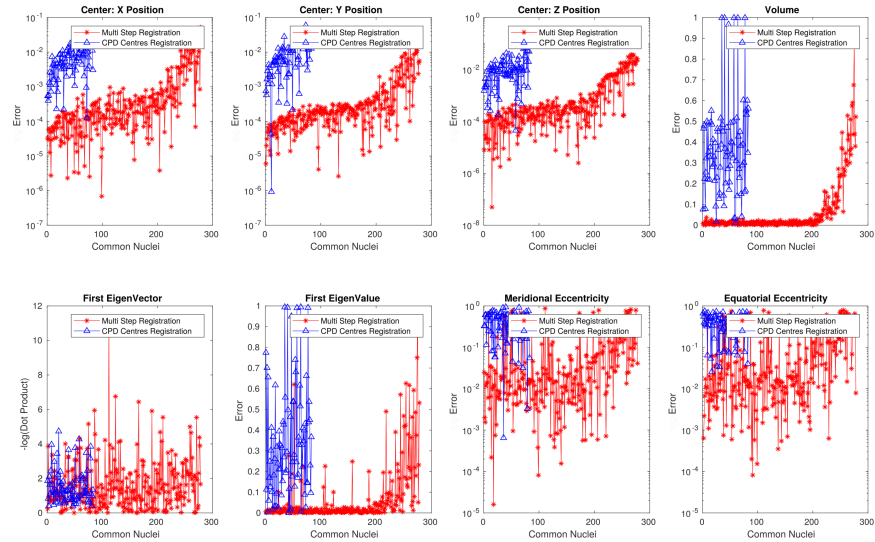 Center: X Position
Multi Step Registration
CPD Centres Registration
10^-1
10^-2
10^-3
10^-4
10^-5
10^-6
10^-7
Error
0 100 200 300
Common Nuclei
Center: Y Position
Multi Step Registration
CPD Centres Registration
10^-1
10^-2
10^-3
10^-4
10^-5
10^-6
10^-7
Error
0 100 200 300
Common Nuclei
Center: Z Position
Multi Step Registration
CPD Centres Registration
10^0
10^-2
10^-4
10^-6
10^-8
Error
0 100 200 300
Common Nuclei
Volume
Multi Step Registration
CPD Centres Registration
1
0.9
0.8
0.7
0.6
0.5
0.4
0.3
0.2
0.1
0
Error
0 100 200 300
Common Nuclei
First EigenVector
Multi Step Registration
CPD Centres Registration
12
10
8
6
4
2
0
-log(Dot Product)
0 100 200 300
Common Nuclei
First EigenValue
Multi Step Registration
CPD Centres Registration
1
0.9
0.8
0.7
0.6
0.5
0.4
0.3
0.2
0.1
0
Error
0 100 200 300
Common Nuclei
Meridional Eccentricity
Multi Step Registration
CPD Centres Registration
10^0
10^-1
10^-2
10^-3
10^-4
10^-5
Error
0 100 200 300
Common Nuclei
Equatorial Eccentricity
Multi Step Registration
CPD Centres Registration
10^0
10^-1
10^-2
10^-3
10^-4
10^-5
Error
0 100 200 300
Common Nuclei